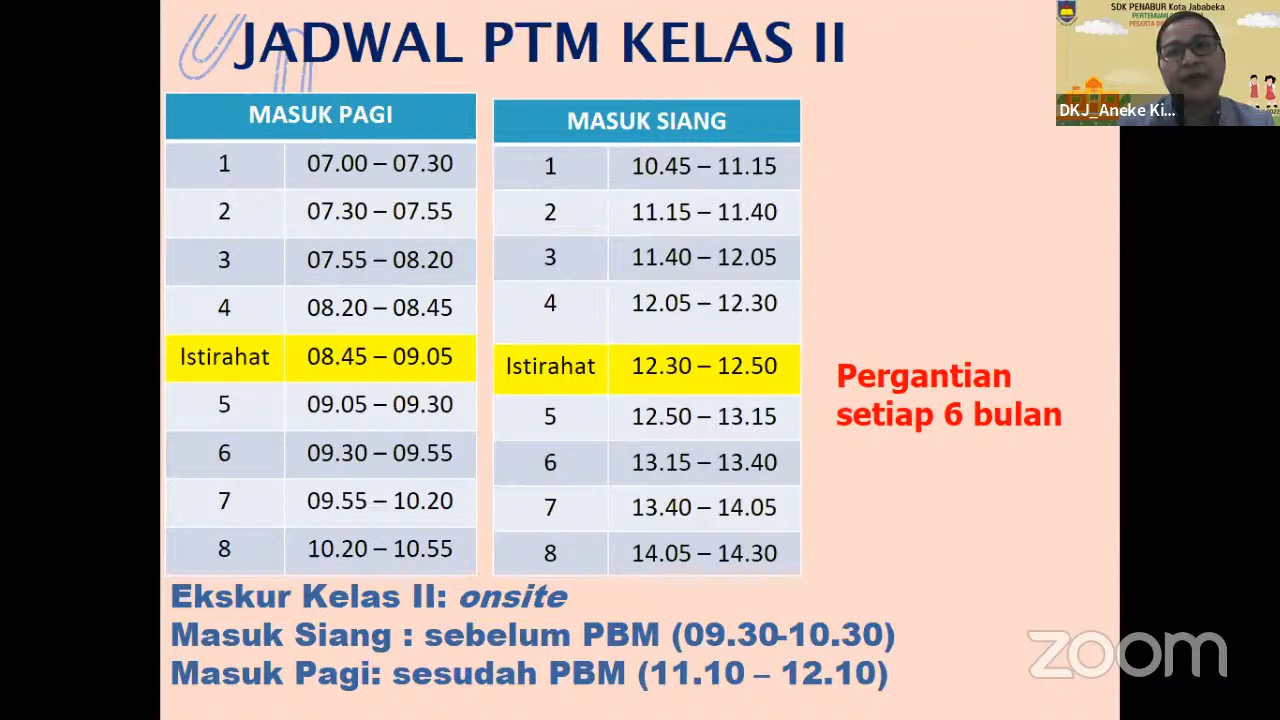 JADWAL PTM KELAS II
MASUK PAGI
1 07.00 – 07.30
2 07.30 – 07.55
3 07.55 – 08.20
4 08.20 – 08.45
Istirahat 08.45 – 09.05
5 09.05 – 09.30
6 09.30 – 09.55
7 09.55 – 10.20
8 10.20 – 10.55
MASUK SIANG
1 10.45 – 11.15
2 11.15 – 11.40
3 11.40 – 12.05
4 12.05 – 12.30
Istirahat 12.30 – 12.50
5 12.50 – 13.15
6 13.15 – 13.40
7 13.40 – 14.05
8 14.05 – 14.30
Pergantian
setiap 6 bulan
Ekskur Kelas II: onsite
Masuk Siang : sebelum PBM (09.30-10.30)
Masuk Pagi: sesudah PBM (11.10 – 12.10)
SDK PENABUR Kota Jababeka
PERTEMUAN
PESERTA
DKJ_Aneke Ki...
zoom